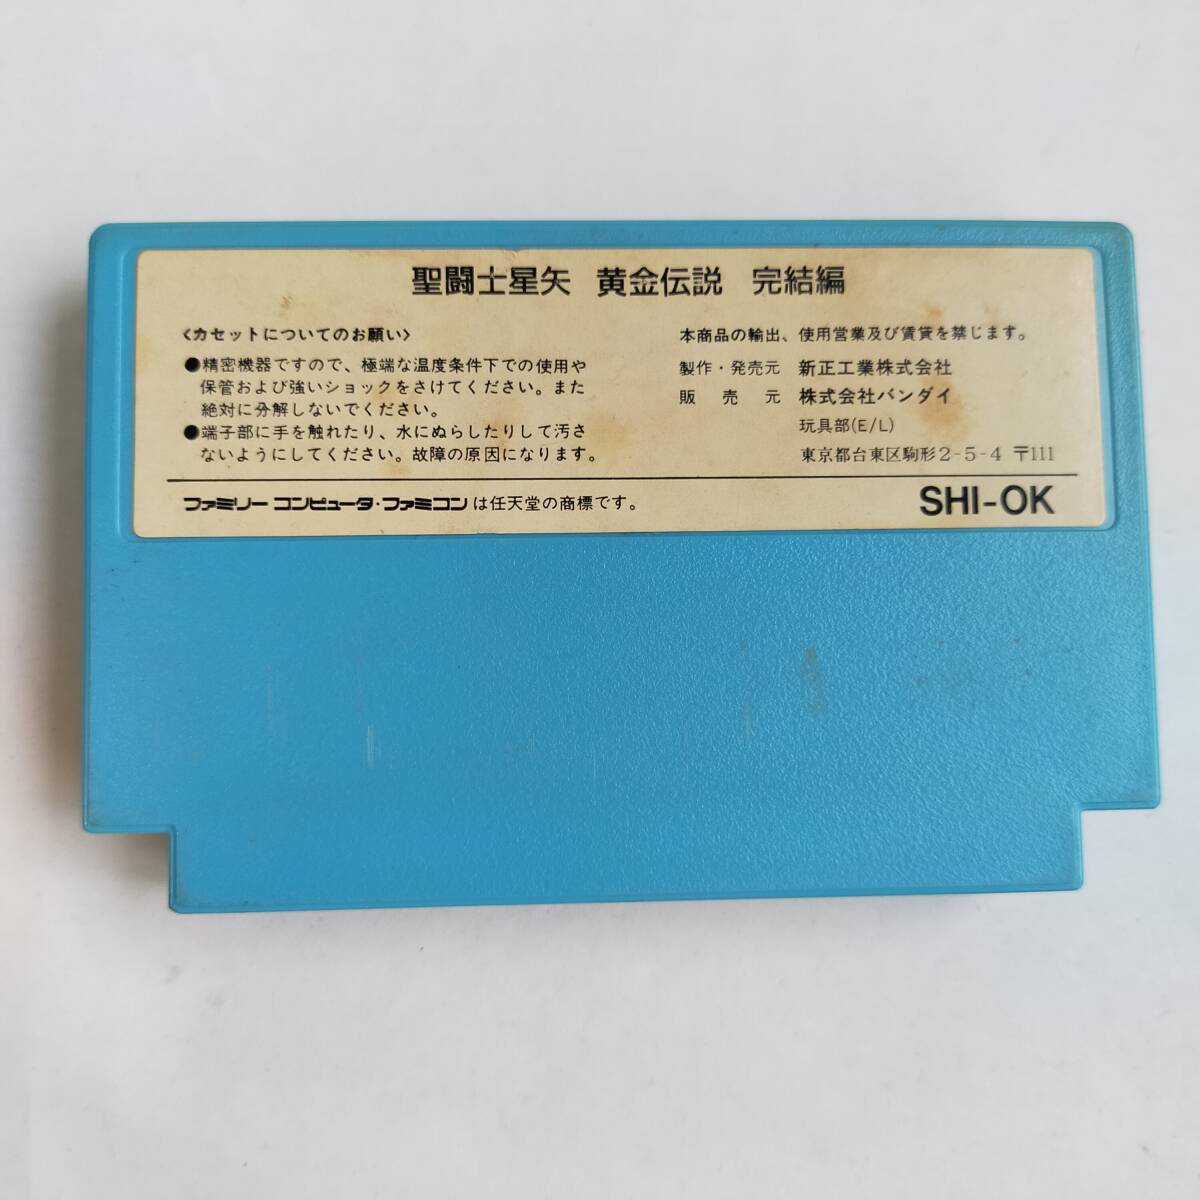 聖闘士星矢 黄金伝説 完結編
〈カセットについてのお願い〉
●精密機器ですので、極端な温度条件下での使用や
保管および強いショックをさけてください。また
絶対に分解しないでください。
●端子部に手を触れたり、水にぬらしたりして汚さ
ないようにしてください。故障の原因になります。
本商品の輸出、使用営業及び賃貸を禁じます。
製作・発売元 新正工業株式会社
販売元 株式会社バンダイ
玩具部(E/L)
東京都台東区駒形2-5-4 〒111
ファミリーコンピュータ・ファミコンは任天堂の商標です。
SHI-OK